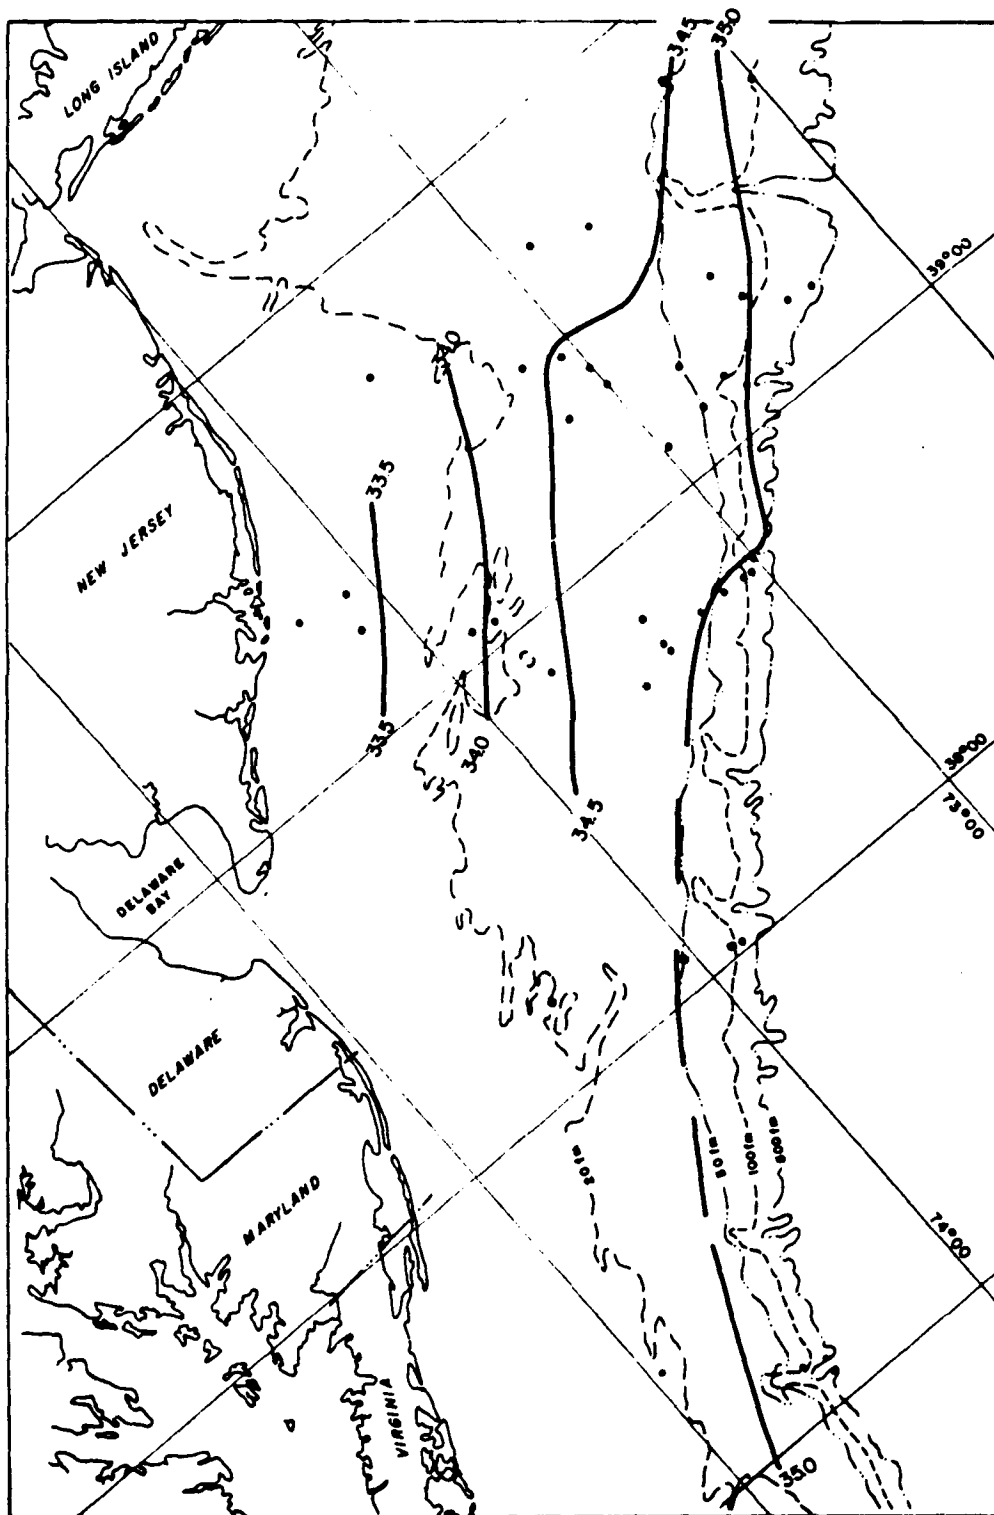 34.5
35.0
LONG ISLAND
39°00
34.0
33.5
NEW JERSEY
33.5
34.0
38°00
73°00
34.5
DELAWARE
BAY
DELAWARE
20fm
50fm
100fm
500fm
MARYLAND
74°00
VIRGINIA
35.0